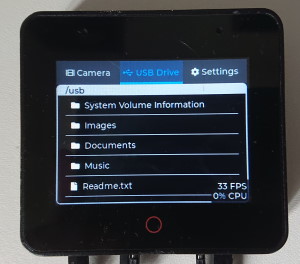 Camera USB Drive Settings
/usb
System Volume Information
Images
Documents
Music
Readme.txt 33 FPS
0% CPU